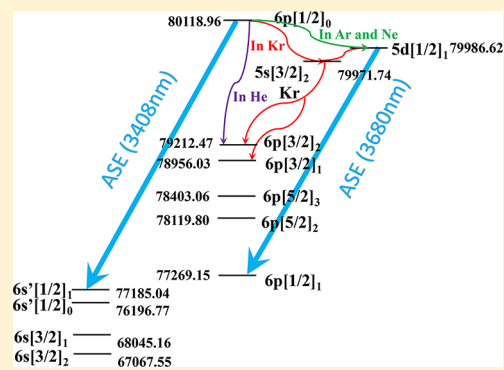 80118.96 6p[1/2]₀
In Ar and Ne
In Kr
5d[1/2]₁ 79986.62
5s[3/2]₂
79971.74
Kr
In He
ASE (3408nm)
ASE (3680nm)
79212.47 6p[3/2]₂
78956.03 6p[3/2]₁
78403.06 6p[5/2]₃
78119.80 6p[5/2]₂
77269.15 6p[1/2]₁
6s'[1/2]₁ 77185.04
6s'[1/2]₀ 76196.77
6s[3/2]₁ 68045.16
6s[3/2]₂ 67067.55